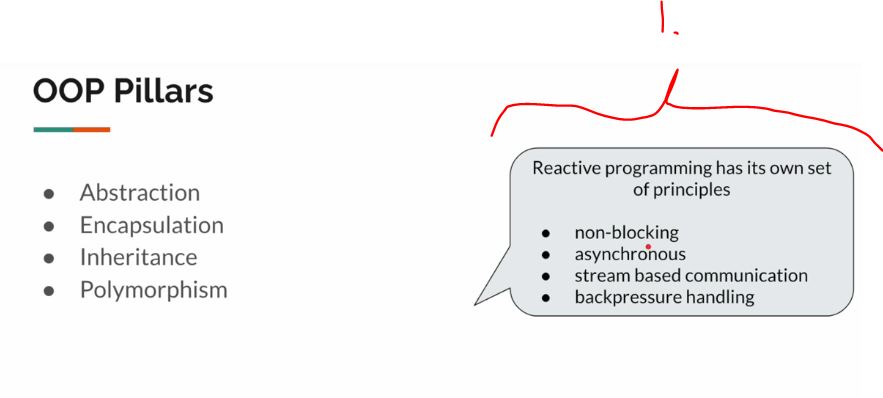 OOP Pillars
● Abstraction
● Encapsulation
● Inheritance
● Polymorphism
Reactive programming has its own set
of principles
● non-blocking
● asynchronous
● stream based communication
● backpressure handling